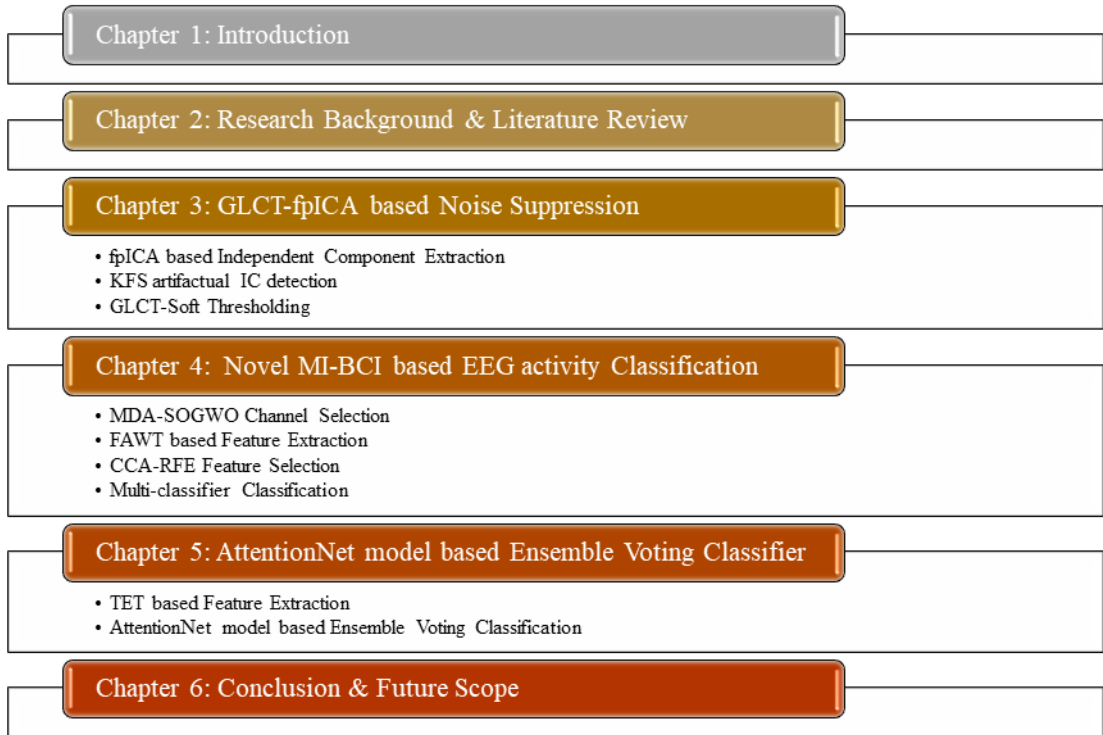 Chapter 1: Introduction
Chapter 2: Research Background & Literature Review
Chapter 3: GLCT-fpICA based Noise Suppression
• fpICA based Independent Component Extraction
• KFS artifactual IC detection
• GLCT-Soft Thresholding
Chapter 4: Novel MI-BCI based EEG activity Classification
• MDA-SOGWO Channel Selection
• FAWT based Feature Extraction
• CCA-RFE Feature Selection
• Multi-classifier Classification
Chapter 5: AttentionNet model based Ensemble Voting Classifier
• TET based Feature Extraction
• AttentionNet model based Ensemble Voting Classification
Chapter 6: Conclusion & Future Scope